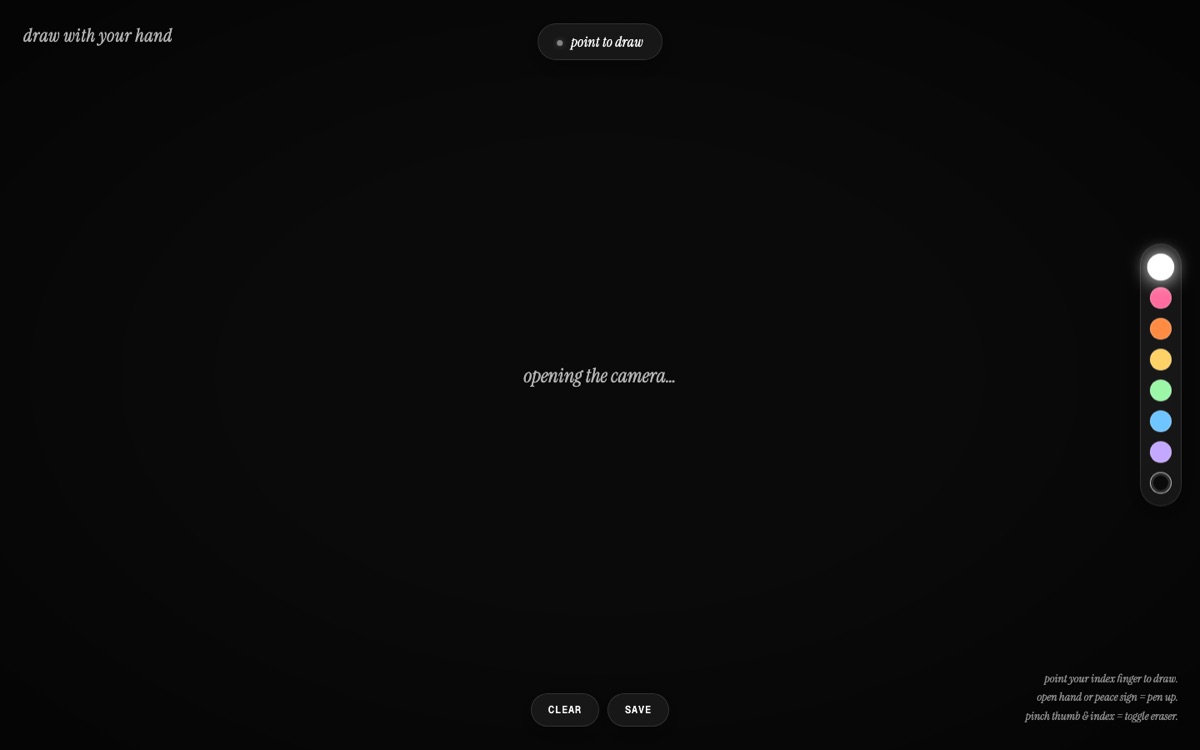 draw with your hand
point to draw
opening the camera...
CLEAR
SAVE
point your index finger to draw.
open hand or peace sign = pen up.
pinch thumb & index = toggle eraser.